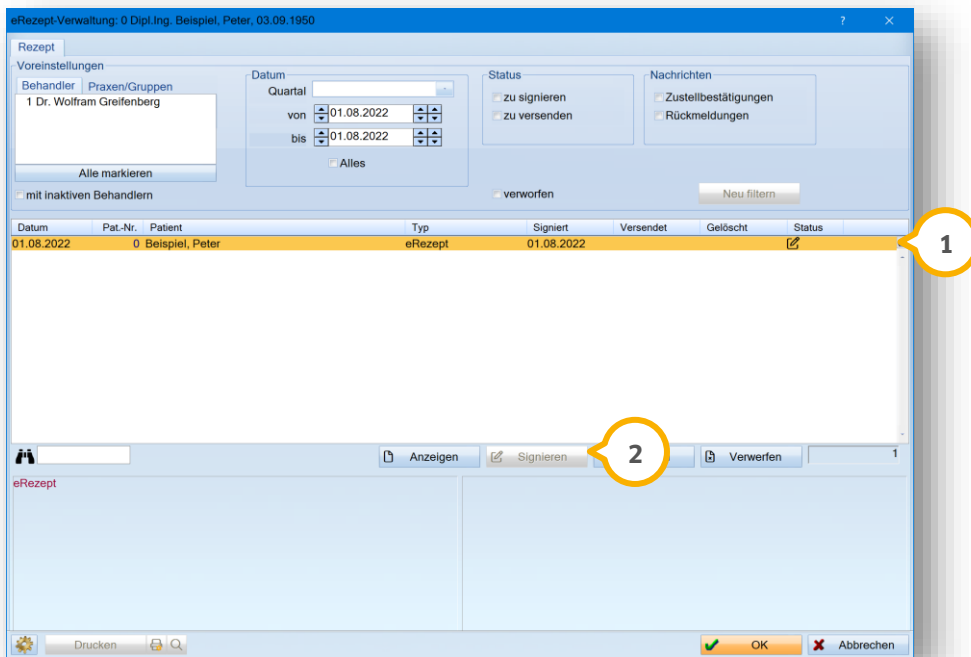 eRezept-Verwaltung: 0 Dipl.Ing. Beispiel, Peter, 03.09.1950 ?
Rezept
Voreinstellungen
Behandler Praxen/Gruppen
1 Dr. Wolfram Greifenberg
Alle markieren
mit inaktiven Behandlern
Datum
Quartal
von 01.08.2022
bis 01.08.2022
Alles
Status
zu signieren
zu versenden
verworfen
Nachrichten
Zustellbestätigungen
Rückmeldungen
Neu filtern
Datum Pat.-Nr. Patient Typ Signiert Versendet Gelöscht Status
01.08.2022 0 Beispiel, Peter eRezept 01.08.2022
1
Anzeigen Signieren 2 Verwerfen 1
eRezept
Drucken OK Abbrechen